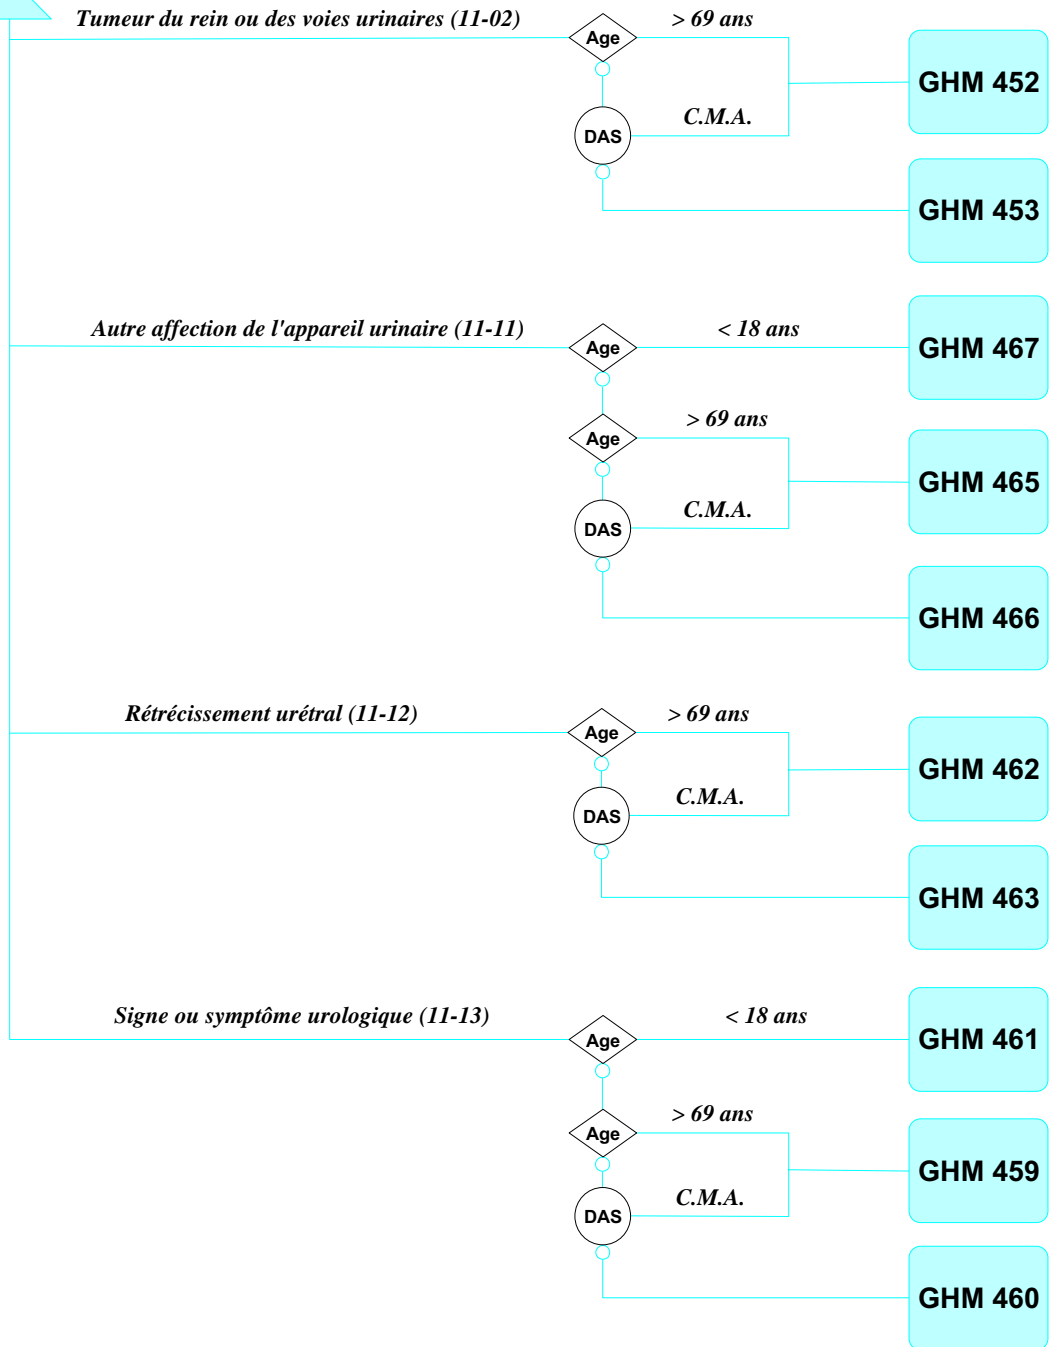 Tumeur du rein ou des voies urinaires (11-02)
> 69 ans
Age
GHM 452
C.M.A.
DAS
GHM 453
Autre affection de l'appareil urinaire (11-11)
< 18 ans
Age
GHM 467
> 69 ans
Age
GHM 465
C.M.A.
DAS
GHM 466
Rétrécissement urétral (11-12)
> 69 ans
Age
GHM 462
C.M.A.
DAS
GHM 463
Signe ou symptôme urologique (11-13)
< 18 ans
Age
GHM 461
> 69 ans
Age
GHM 459
C.M.A.
DAS
GHM 460